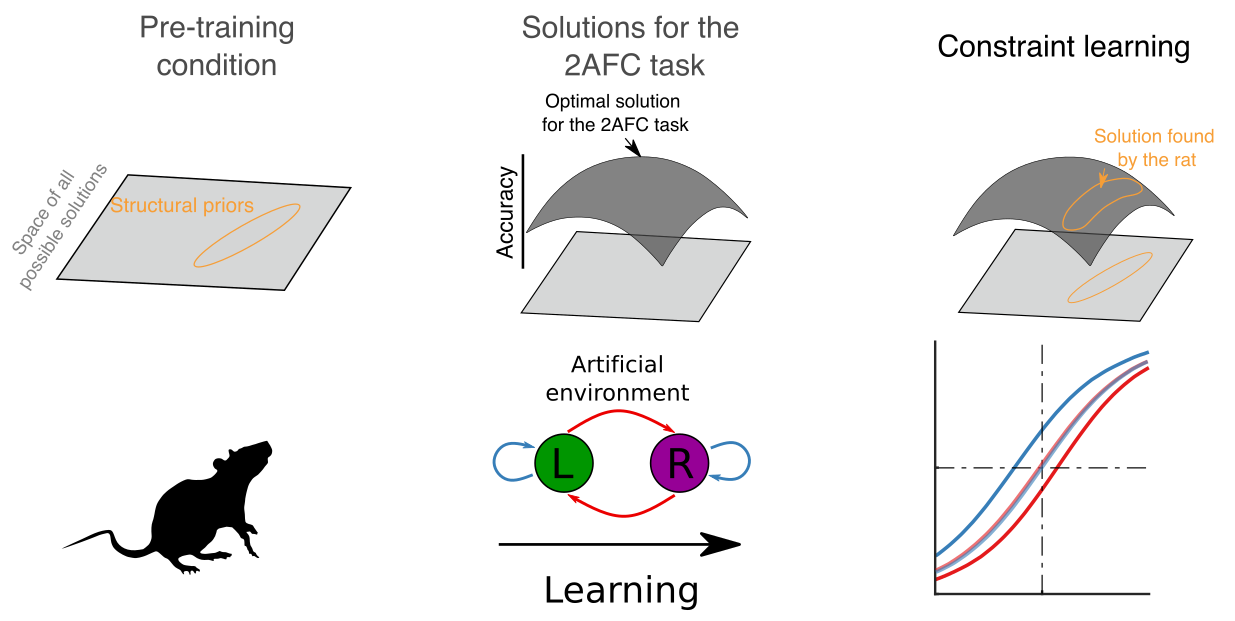 Pre-training
condition
Space of all
possible solutions
Structural priors
Solutions for the
2AFC task
Optimal solution
for the 2AFC task
Accuracy
Artificial
environment
L
R
Learning
Constraint learning
Solution found
by the rat